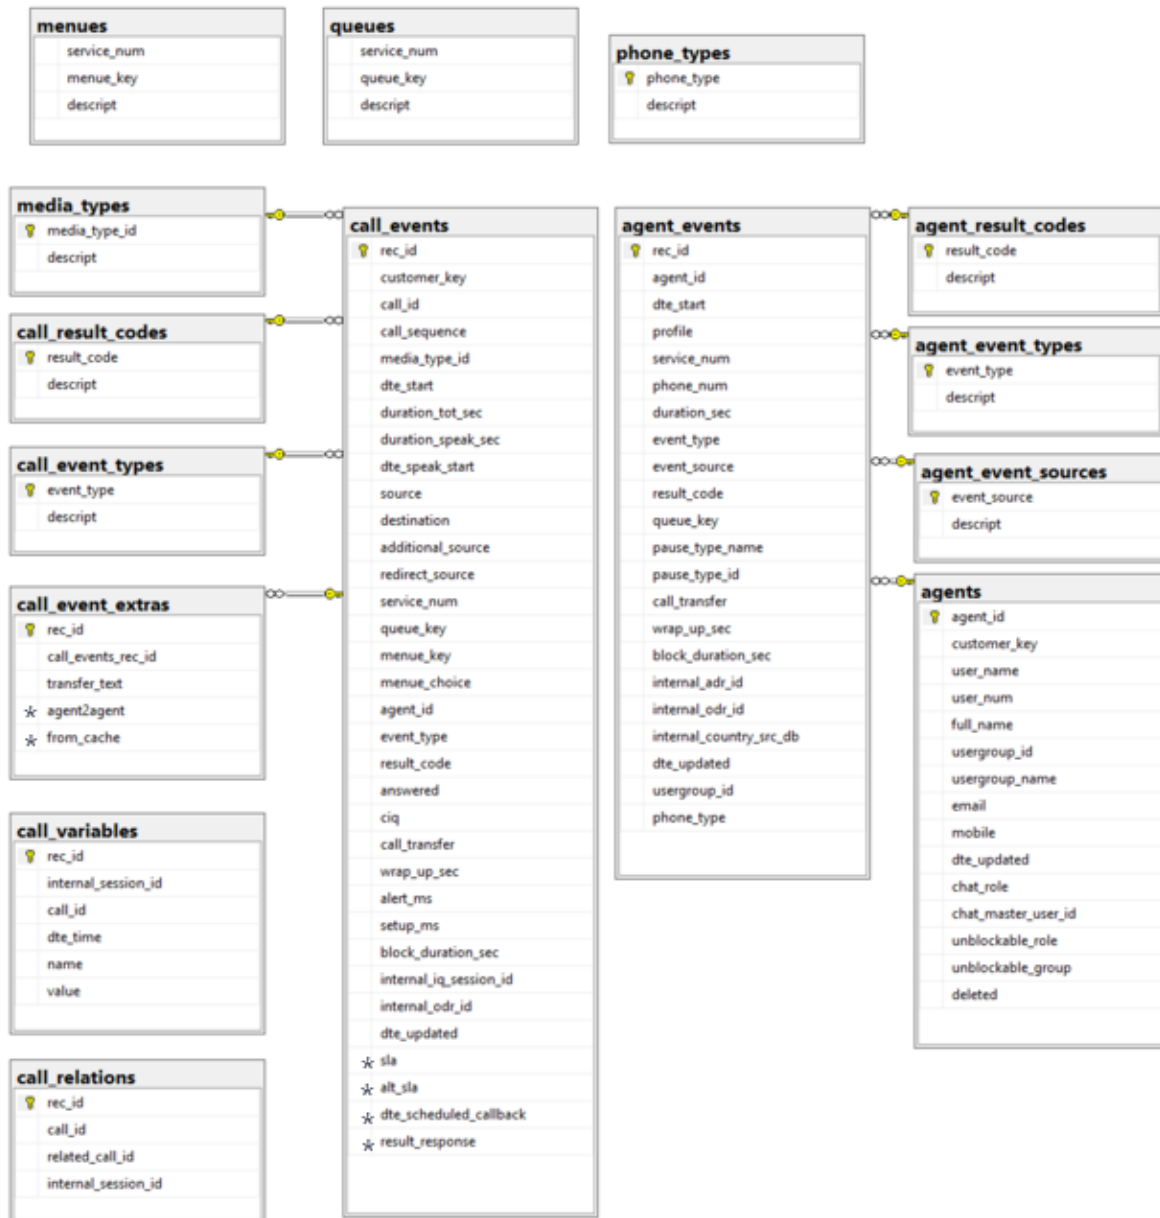 menues
service_num
menue_key
descript
queues
service_num
queue_key
descript
phone_types
phone_type
descript
media_types
media_type_id
descript
call_result_codes
result_code
descript
call_event_types
event_type
descript
call_event_extras
rec_id
call_events_rec_id
transfer_text
* agent2agent
* from_cache
call_variables
rec_id
internal_session_id
call_id
dte_time
name
value
call_relations
rec_id
call_id
related_call_id
internal_session_id
call_events
rec_id
customer_key
call_id
call_sequence
media_type_id
dte_start
duration_tot_sec
duration_speak_sec
dte_speak_start
source
destination
additional_source
redirect_source
service_num
queue_key
menue_key
menue_choice
agent_id
event_type
result_code
answered
ciq
call_transfer
wrap_up_sec
alert_ms
setup_ms
block_duration_sec
internal_iq_session_id
internal_odr_id
dte_updated
* sla
* alt_sla
* dte_scheduled_callback
* result_response
agent_events
rec_id
agent_id
dte_start
profile
service_num
phone_num
duration_sec
event_type
event_source
result_code
queue_key
pause_type_name
pause_type_id
call_transfer
wrap_up_sec
block_duration_sec
internal_adr_id
internal_odr_id
internal_country_src_db
dte_updated
usergroup_id
phone_type
agent_result_codes
result_code
descript
agent_event_types
event_type
descript
agent_event_sources
event_source
descript
agents
agent_id
customer_key
user_name
user_num
full_name
usergroup_id
usergroup_name
email
mobile
dte_updated
chat_role
chat_master_user_id
unblockable_role
unblockable_group
deleted